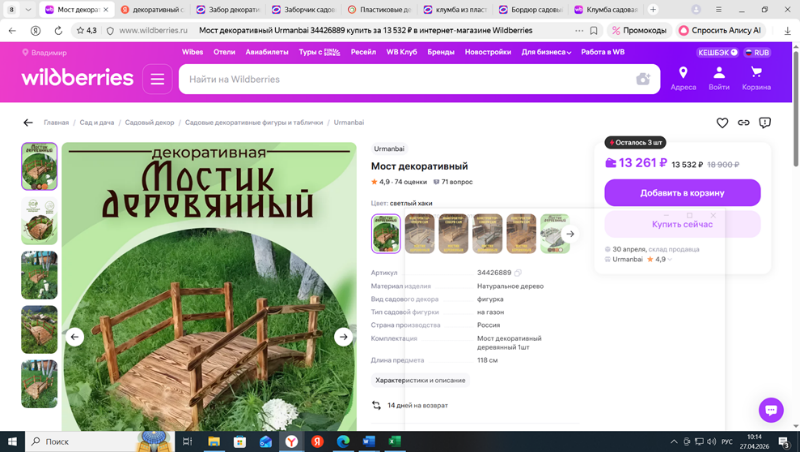 Мост декорат
декоративный с
Забор декорати
Заборчик садов
Пластиковые де
клумба из пласт
Бордюр садовы
Клумба садовая
4,3
www.wildberries.ru
Мост декоративный Urmanbai 34426889 купить за 13 532 ₽ в интернет-магазине Wildberries
Промокоды
Спросить Алису AI
Владимир
Wibes
Отели
Авиабилеты
Туры с
Ресейл
WB Клуб
Бренды
Новостройки
Для бизнеса
Работа в WB
КЕШБЭК
RUB
wildberries
Найти на Wildberries
Адреса
Войти
Корзина
Главная / Сад и дача / Садовый декор / Садовые декоративные фигуры и таблички / Urmanbai
декоративная
Мостик
деревянный
Urmanbai
Мост декоративный
4,9 · 74 оценки
71 вопрос
Цвет: светлый хаки
Артикул 34426889
Материал изделия Натуральное дерево
Вид садового декора фигурка
Тип садовой фигурки на газон
Страна производства Россия
Комплектация Мост декоративный
деревянный 1шт
Длина предмета 118 см
Характеристики и описание
14 дней на возврат
Осталось 3 шт
13 261 ₽ 13 532 ₽ 18 900 ₽
Добавить в корзину
Купить сейчас
30 апреля, склад продавца
Urmanbai 4,9
Поиск
РУС
10:14
27.04.2026
3